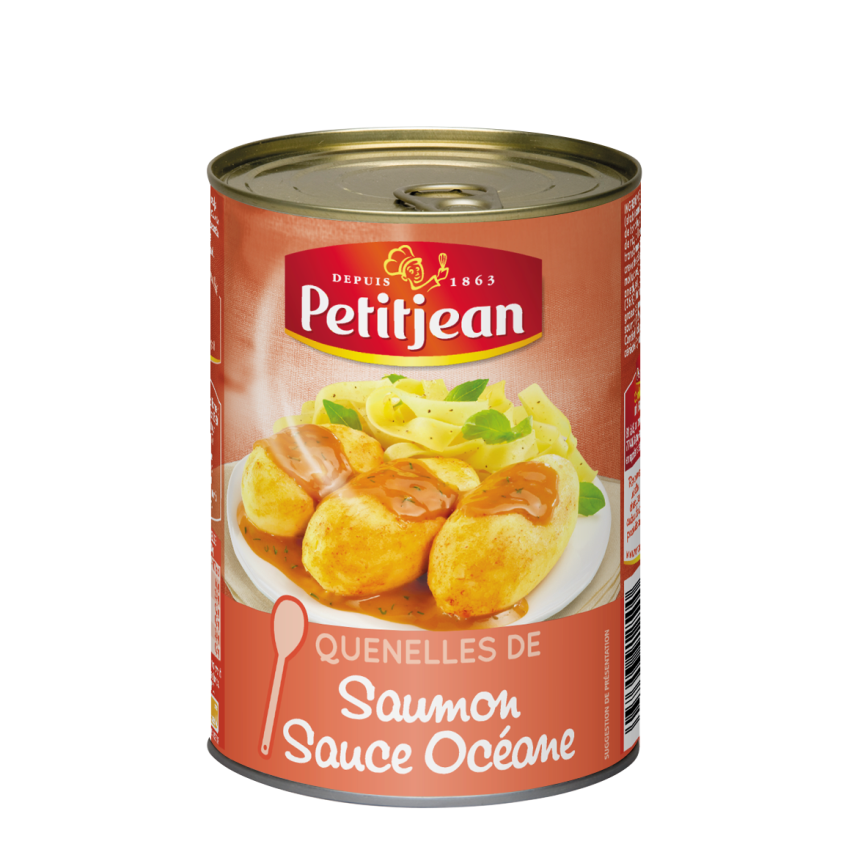 DEPUIS 1863
Petitjean
QUENELLES DE
Saumon
Sauce Océane
SUGGESTION DE PRÉSENTATION